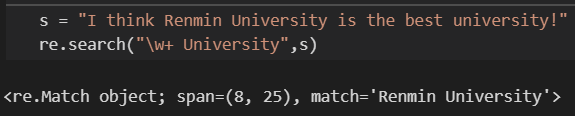 s = "I think Renmin University is the best university!"
re.search("\w+ University",s)
<re.Match object; span=(8, 25), match='Renmin University'>